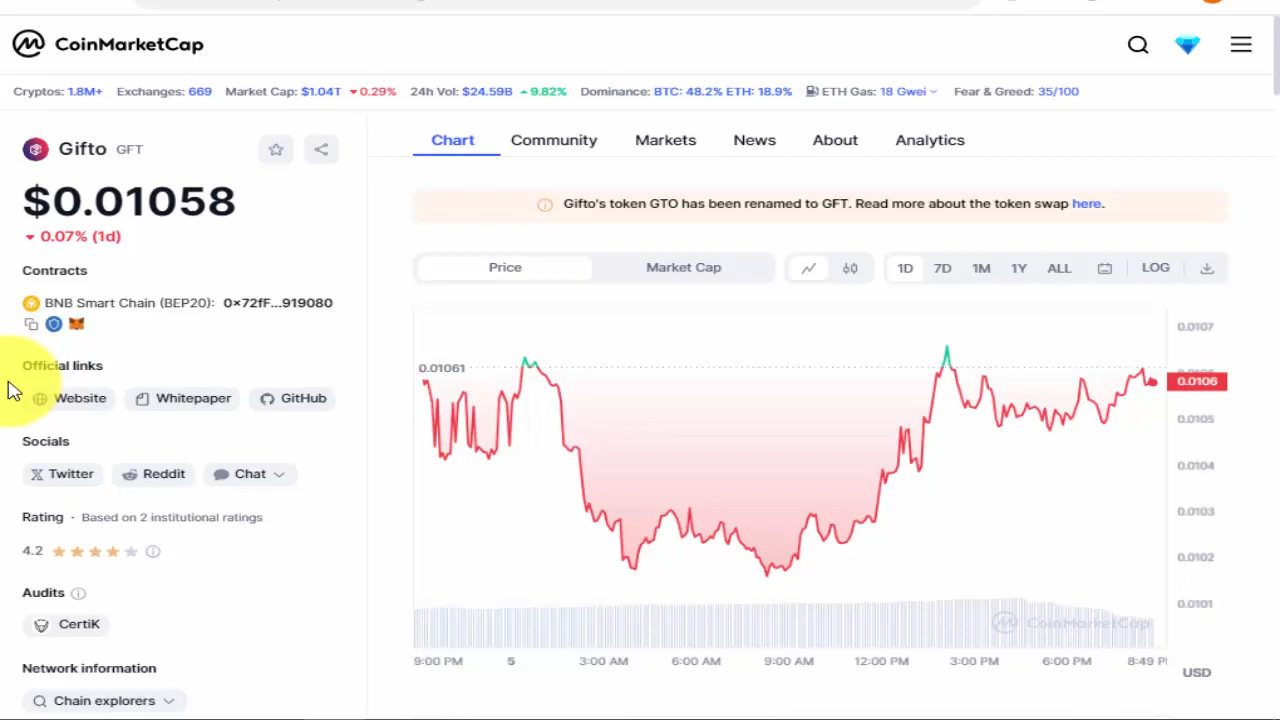 CoinMarketCap
Cryptos: 1.8M+ Exchanges: 669 Market Cap: $1.04T 0.29% 24h Vol: $24.59B 9.82% Dominance: BTC: 48.2% ETH: 18.9% ETH Gas: 18 Gwei Fear & Greed: 35/100
Gifto GFT
$0.01058
0.07% (1d)
Contracts
BNB Smart Chain (BEP20): 0x72fF...919080
Official links
Website Whitepaper GitHub
Socials
Twitter Reddit Chat
Rating · Based on 2 institutional ratings
4.2
Audits
CertiK
Network information
Chain explorers
Chart Community Markets News About Analytics
Gifto's token GTO has been renamed to GFT. Read more about the token swap here.
Price Market Cap 1D 7D 1M 1Y ALL LOG
0.01061
0.0107
0.0106
0.0105
0.0104
0.0103
0.0102
0.0101
CoinMarketCap
9:00 PM 5 3:00 AM 6:00 AM 9:00 AM 12:00 PM 3:00 PM 6:00 PM 8:49 P
USD